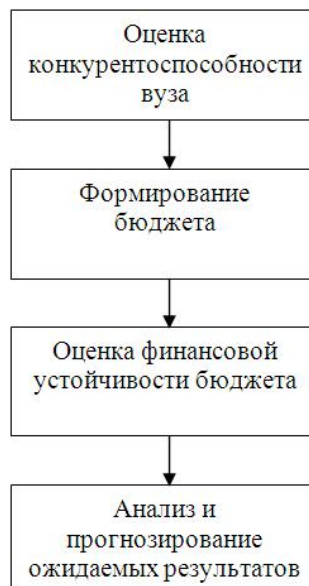 Оценка
конкурентоспособности
вуза
Формирование
бюджета
Оценка финансовой
устойчивости бюджета
Анализ и
прогнозирование
ожидаемых результатов